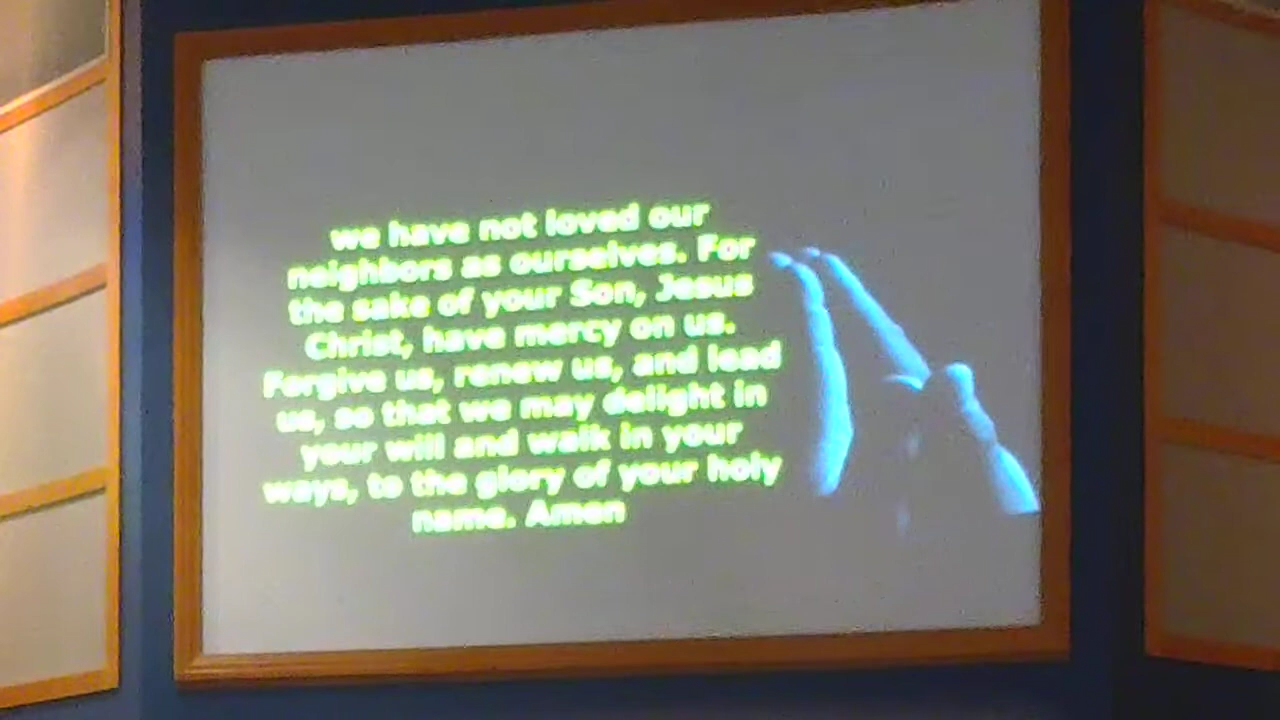 we have not loved our
neighbors as ourselves. For
the sake of your Son, Jesus
Christ, have mercy on us.
Forgive us, renew us, and lead
us, so that we may delight in
your will and walk in your
ways, to the glory of your holy
name. Amen